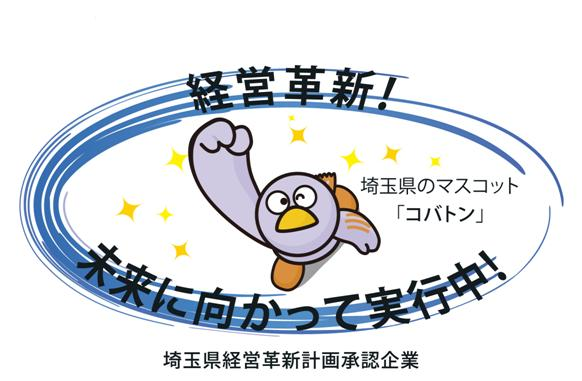 経営革新!
埼玉県のマスコット
「コバトン」
未来に向かって実行中!
埼玉県経営革新計画承認企業